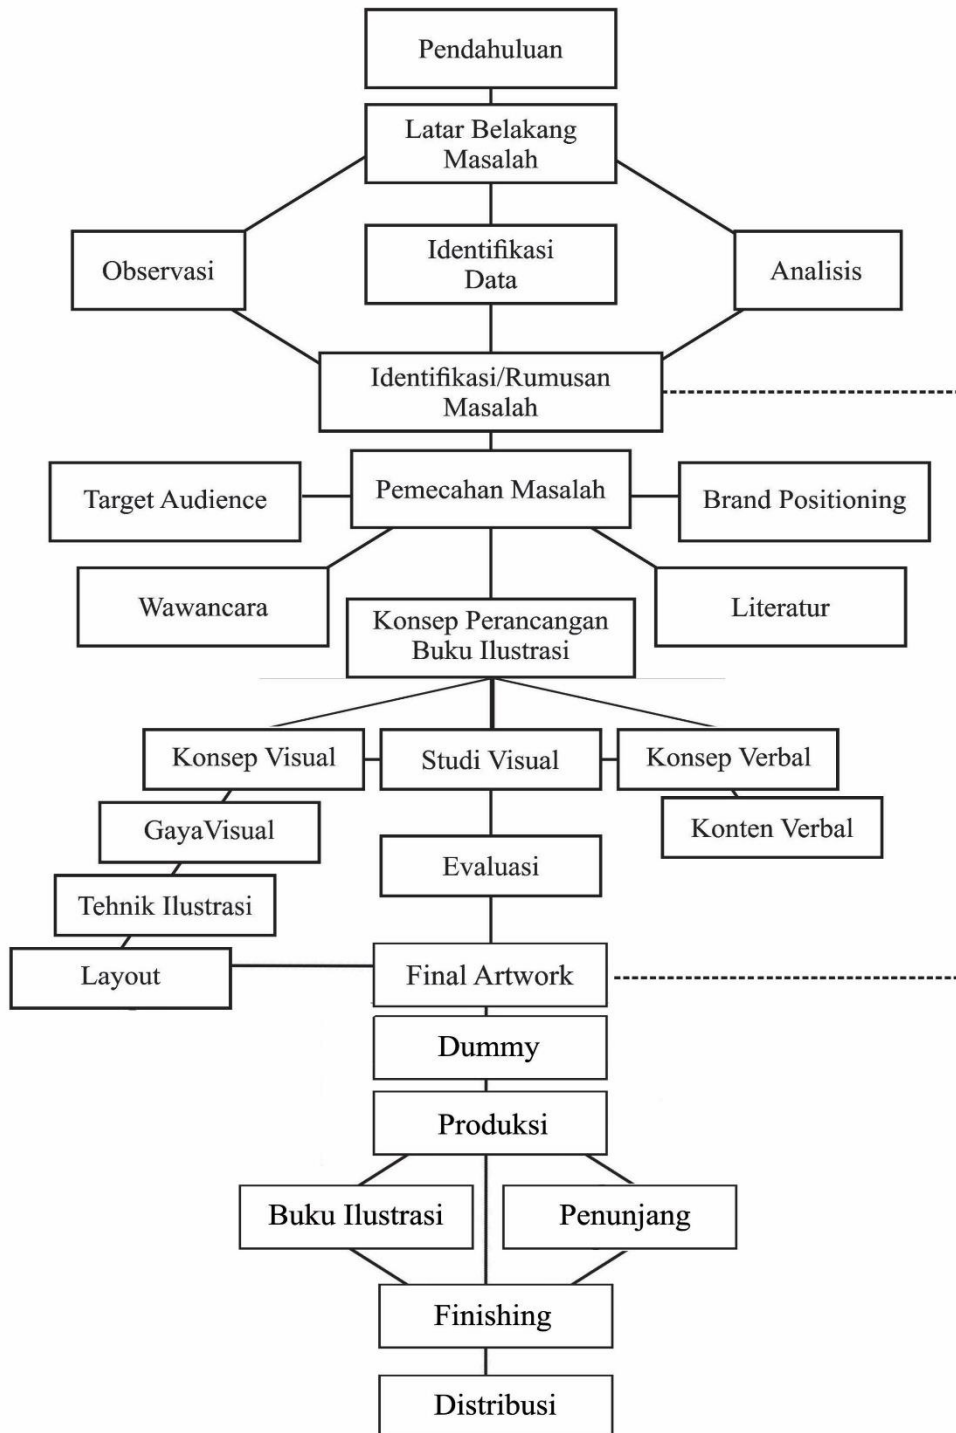 Pendahuluan
Latar Belakang
Masalah
Observasi
Identifikasi
Data
Analisis
Identifikasi/Rumusan
Masalah
Target Audience
Pemecahan Masalah
Brand Positioning
Wawancara
Konsep Perancangan
Buku Ilustrasi
Literatur
Konsep Visual
Studi Visual
Konsep Verbal
GayaVisual
Konten Verbal
Evaluasi
Tehnik Ilustrasi
Layout
Final Artwork
Dummy
Produksi
Buku Ilustrasi
Penunjang
Finishing
Distribusi